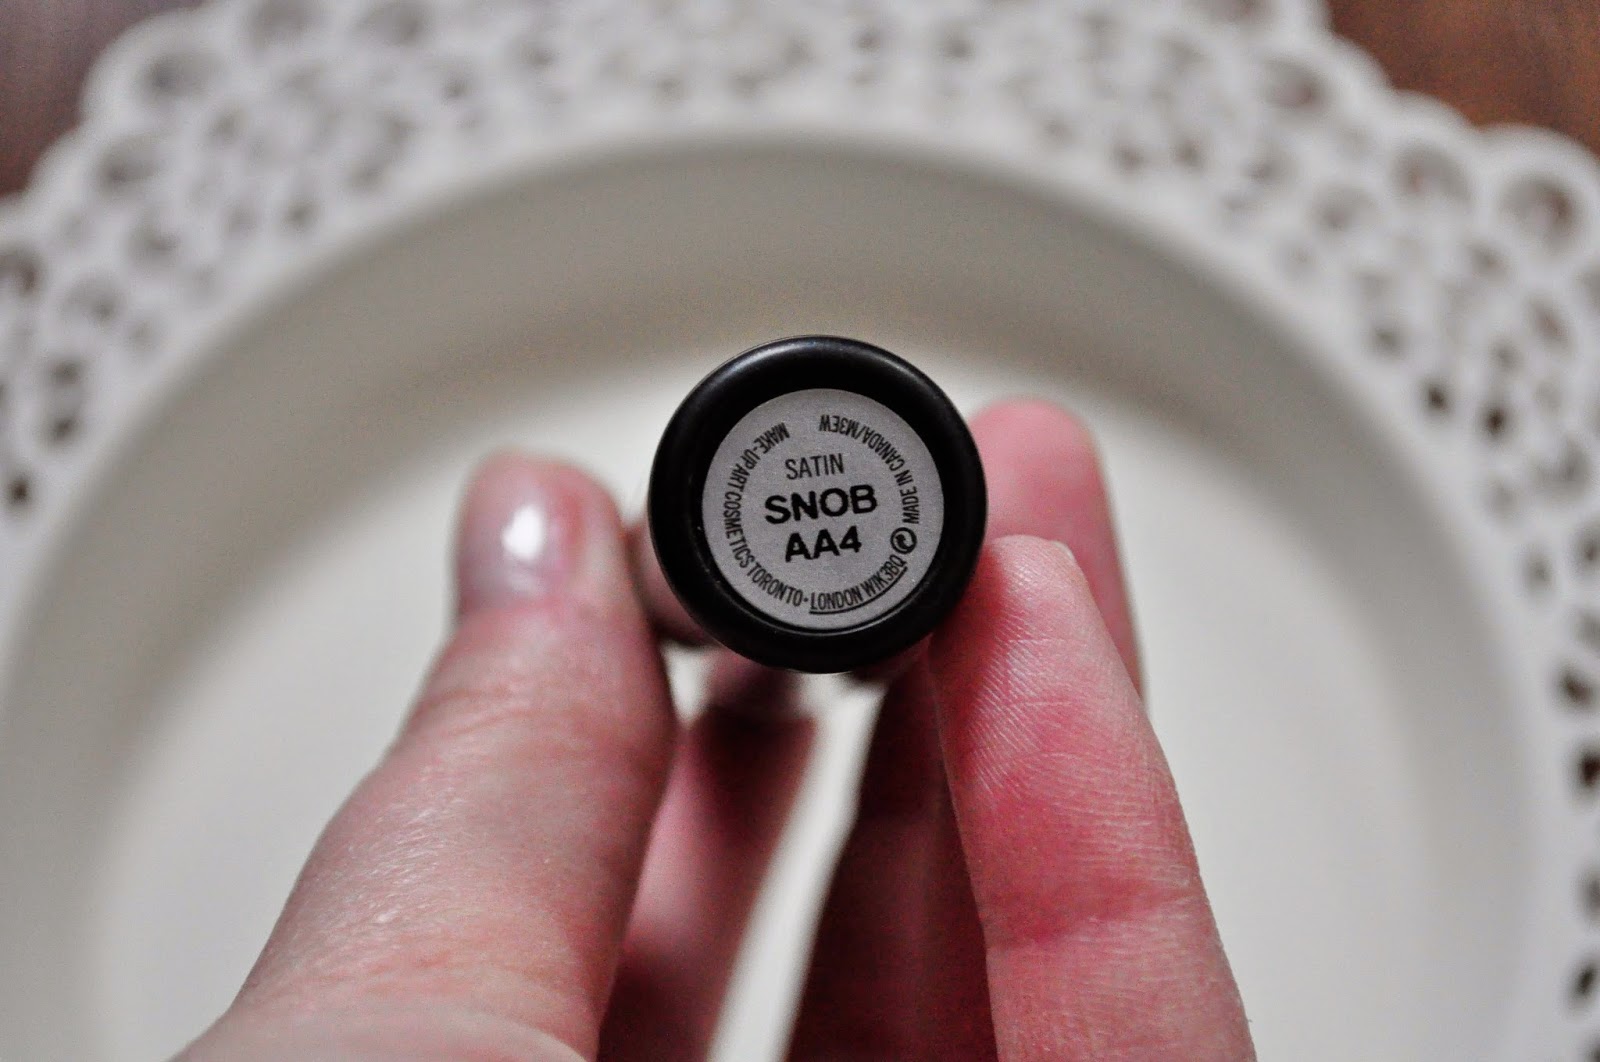 SATIN
SNOB
AA4
MAKE-UP ART COSMETICS TORONTO • LONDON W1K3BQ
MADE IN CANADA/M3EW